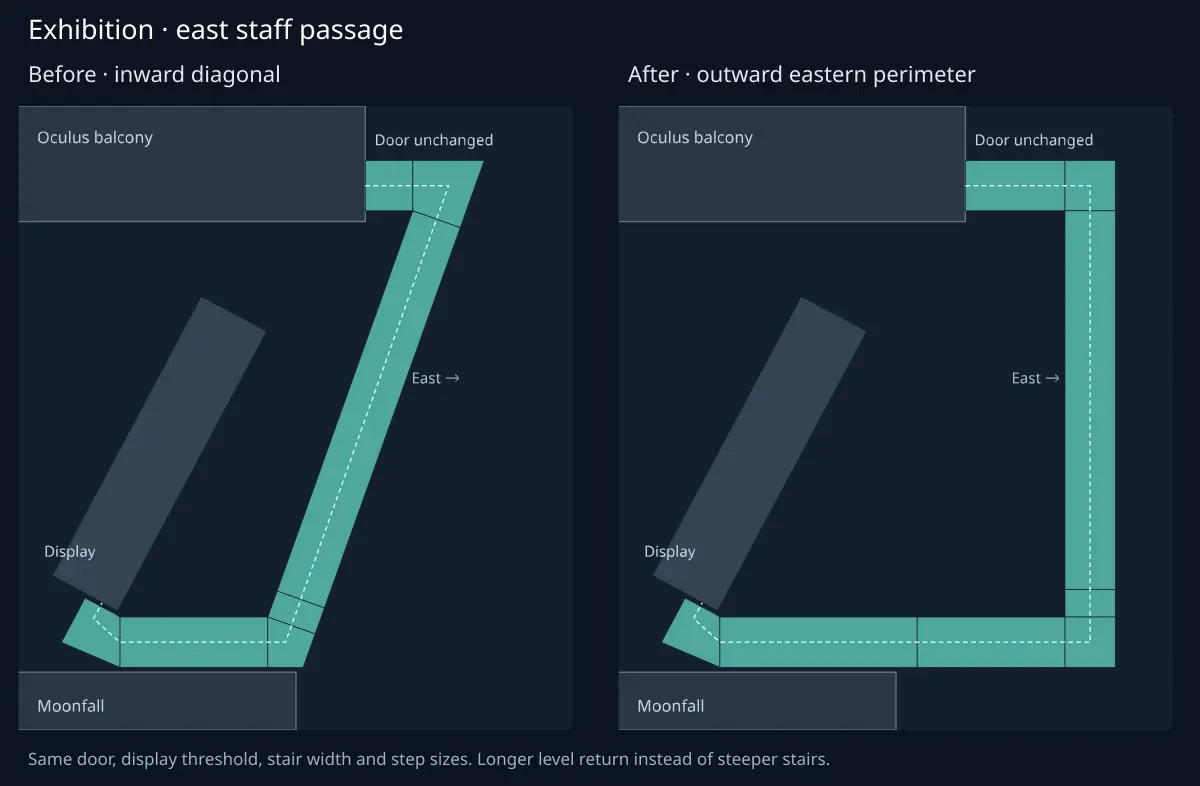 Exhibition · east staff passage
Before · inward diagonal
After · outward eastern perimeter
Oculus balcony
Door unchanged
East →
Display
Moonfall
Oculus balcony
Door unchanged
East →
Display
Moonfall
Same door, display threshold, stair width and step sizes. Longer level return instead of steeper stairs.